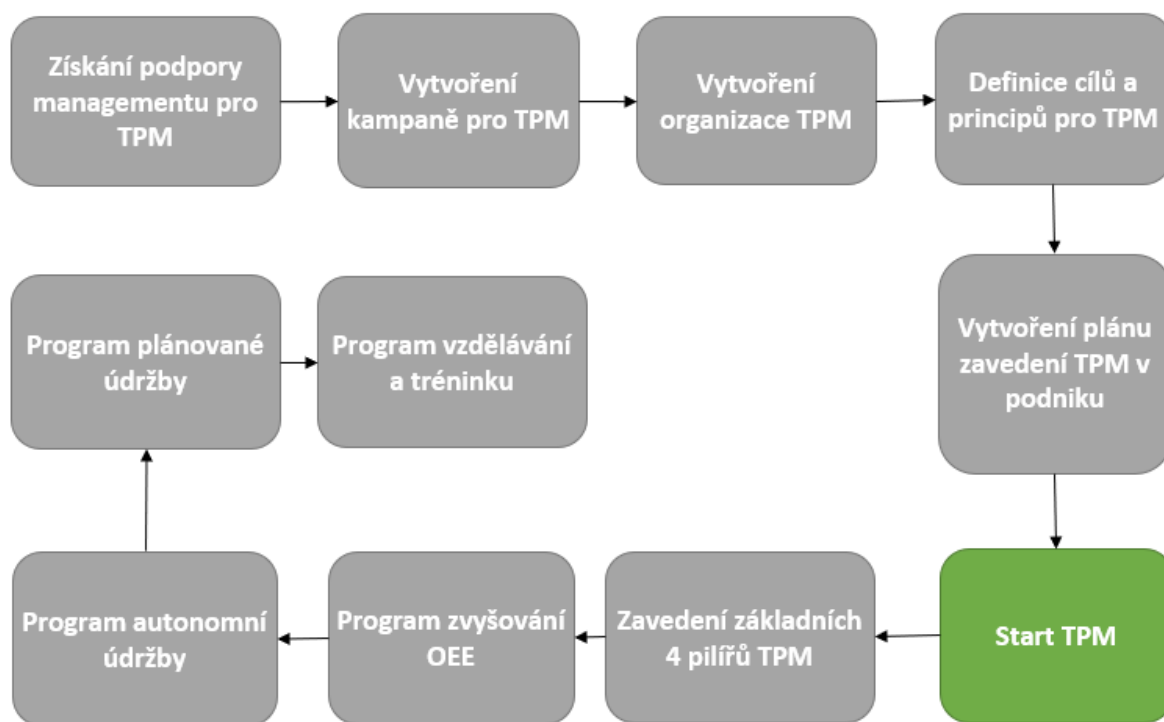 Získání podpory
managementu pro
TPM
Vytvoření
kampaně pro TPM
Vytvoření
organizace TPM
Definice cílů a
principů pro TPM
Vytvoření plánu
zavedení TPM v
podniku
Start TPM
Zavedení základních
4 pilířů TPM
Program zvyšování
OEE
Program autonomní
údržby
Program plánované
údržby
Program vzdělávání
a tréninku